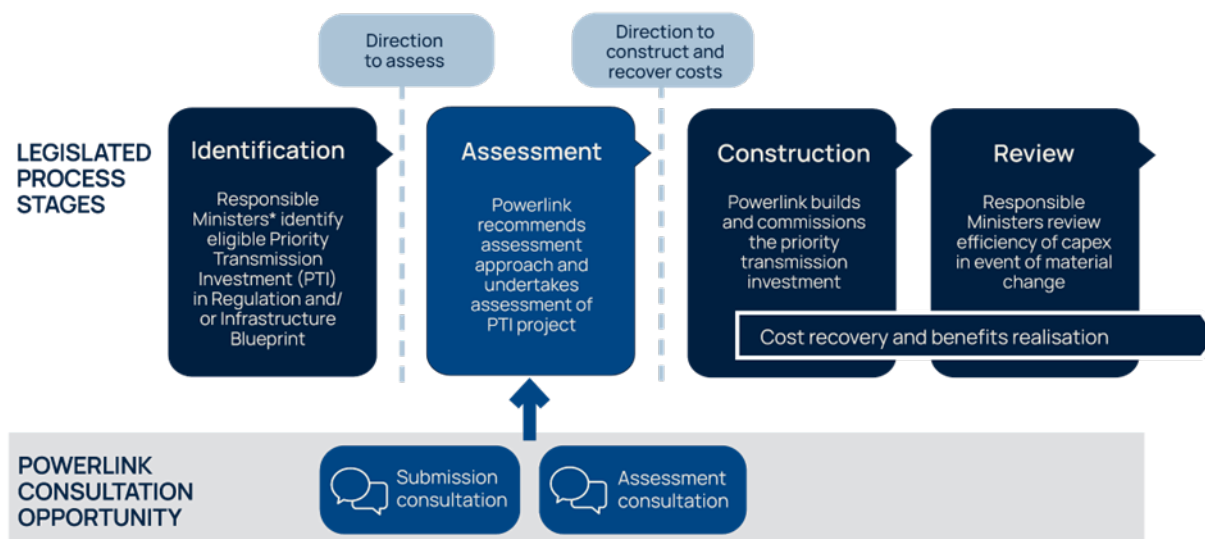 Direction
to assess
Direction to
construct and
recover costs
LEGISLATED
PROCESS
STAGES
Identification
Responsible
Ministers* identify
eligible Priority
Transmission
Investment (PTI)
in Regulation and/
or Infrastructure
Blueprint
Assessment
Powerlink
recommends
assessment
approach and
undertakes
assessment of
PTI project
Construction
Powerlink builds
and commissions
the priority
transmission
investment
Review
Responsible
Ministers review
efficiency of capex
in event of material
change
Cost recovery and benefits realisation
POWERLINK
CONSULTATION
OPPORTUNITY
Submission
consultation
Assessment
consultation